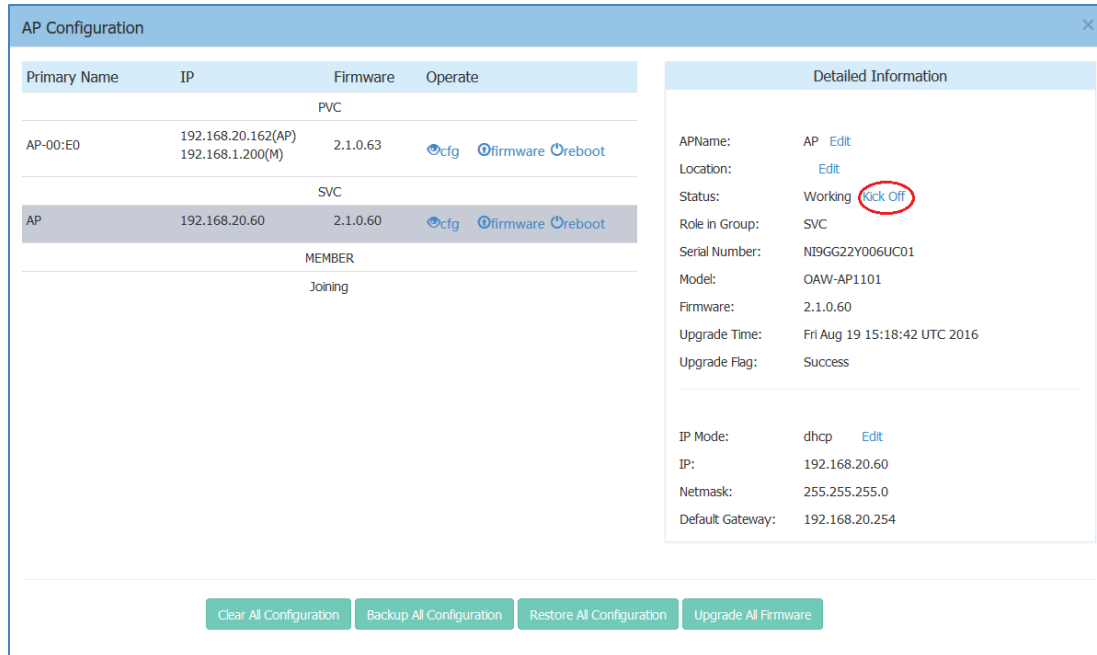 AP Configuration
×
Primary Name IP Firmware Operate
PVC
AP-00:E0 192.168.20.162(AP) 2.1.0.63 cfg firmware reboot
192.168.1.200(M)
SVC
AP 192.168.20.60 2.1.0.60 cfg firmware reboot
MEMBER
Joining
Detailed Information
APName: AP Edit
Location: Edit
Status: Working Kick Off
Role in Group: SVC
Serial Number: NI9GG22Y006UC01
Model: OAW-AP1101
Firmware: 2.1.0.60
Upgrade Time: Fri Aug 19 15:18:42 UTC 2016
Upgrade Flag: Success
IP Mode: dhcp Edit
IP: 192.168.20.60
Netmask: 255.255.255.0
Default Gateway: 192.168.20.254
Clear All Configuration Backup All Configuration Restore All Configuration Upgrade All Firmware